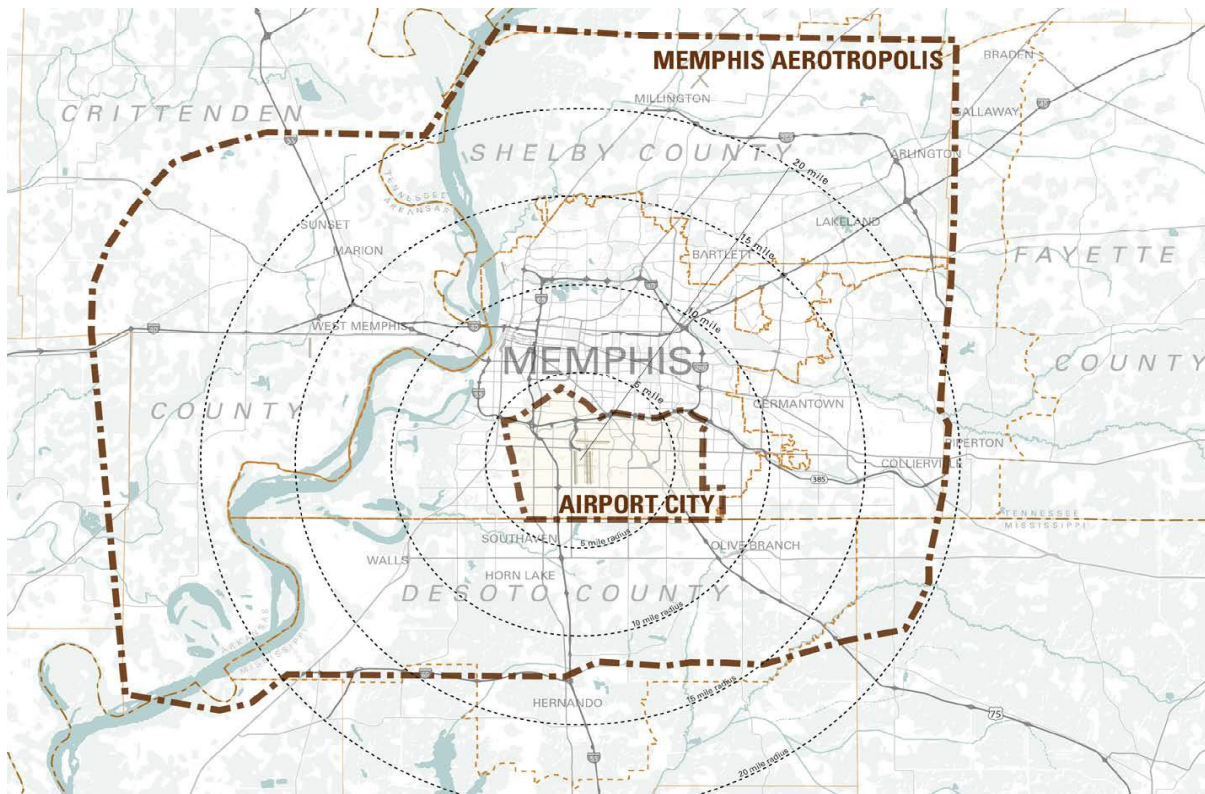 MEMPHIS AEROTROPOLIS
BRADEN
MILLINGTON
CRITTENDEN
GALLAWAY
SHELBY COUNTY
ARLINGTON
20 mile
TENNESSEE
ARKANSAS
SUNSET
LAKELAND
MARION
BARTLETT
15 mile
FAYETTE
10 mile
WEST MEMPHIS
MEMPHIS
COUNTY
5 mile
COUNTY
GERMANTOWN
PIPERTON
COLLIERVILLE
385
AIRPORT CITY
TENNESSEE
MISSISSIPPI
SOUTHAVEN
5 mile radius
OLIVE BRANCH
WALLS
HORN LAKE
DESOTO COUNTY
10 mile radius
ARKANSAS
MISSISSIPPI
15 mile radius
HERNANDO
75
20 mile radius